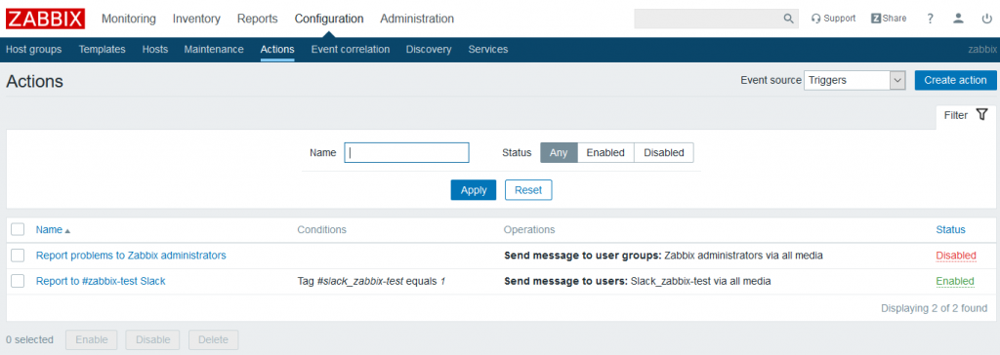 ZABBIX Monitoring Inventory Reports Configuration Administration Support Z Share ?
Host groups Templates Hosts Maintenance Actions Event correlation Discovery Services zabbix
Actions Event source Triggers Create action
Filter
Name Status Any Enabled Disabled
Apply Reset
Name Conditions Operations Status
Report problems to Zabbix administrators Send message to user groups: Zabbix administrators via all media Disabled
Report to #zabbix-test Slack Tag #slack_zabbix-test equals 1 Send message to users: Slack_zabbix-test via all media Enabled
Displaying 2 of 2 found
0 selected Enable Disable Delete